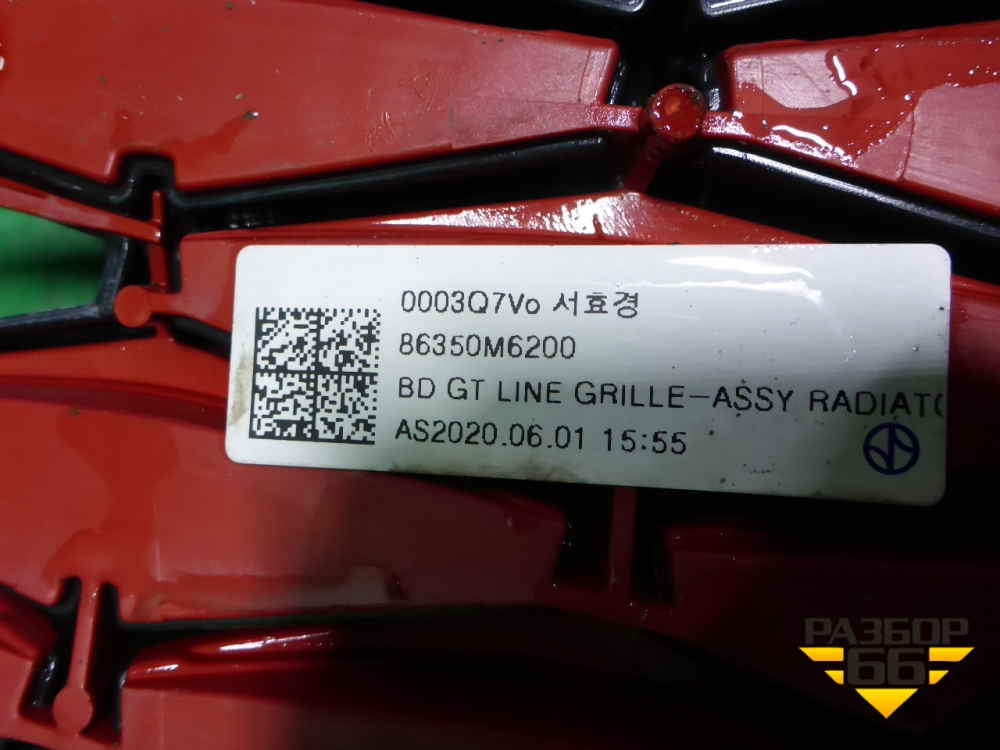 0003Q7Vo 서효경
86350M6200
BD GT LINE GRILLE-ASSY RADIAT
AS2020.06.01 15:55
РАЗБОР
66